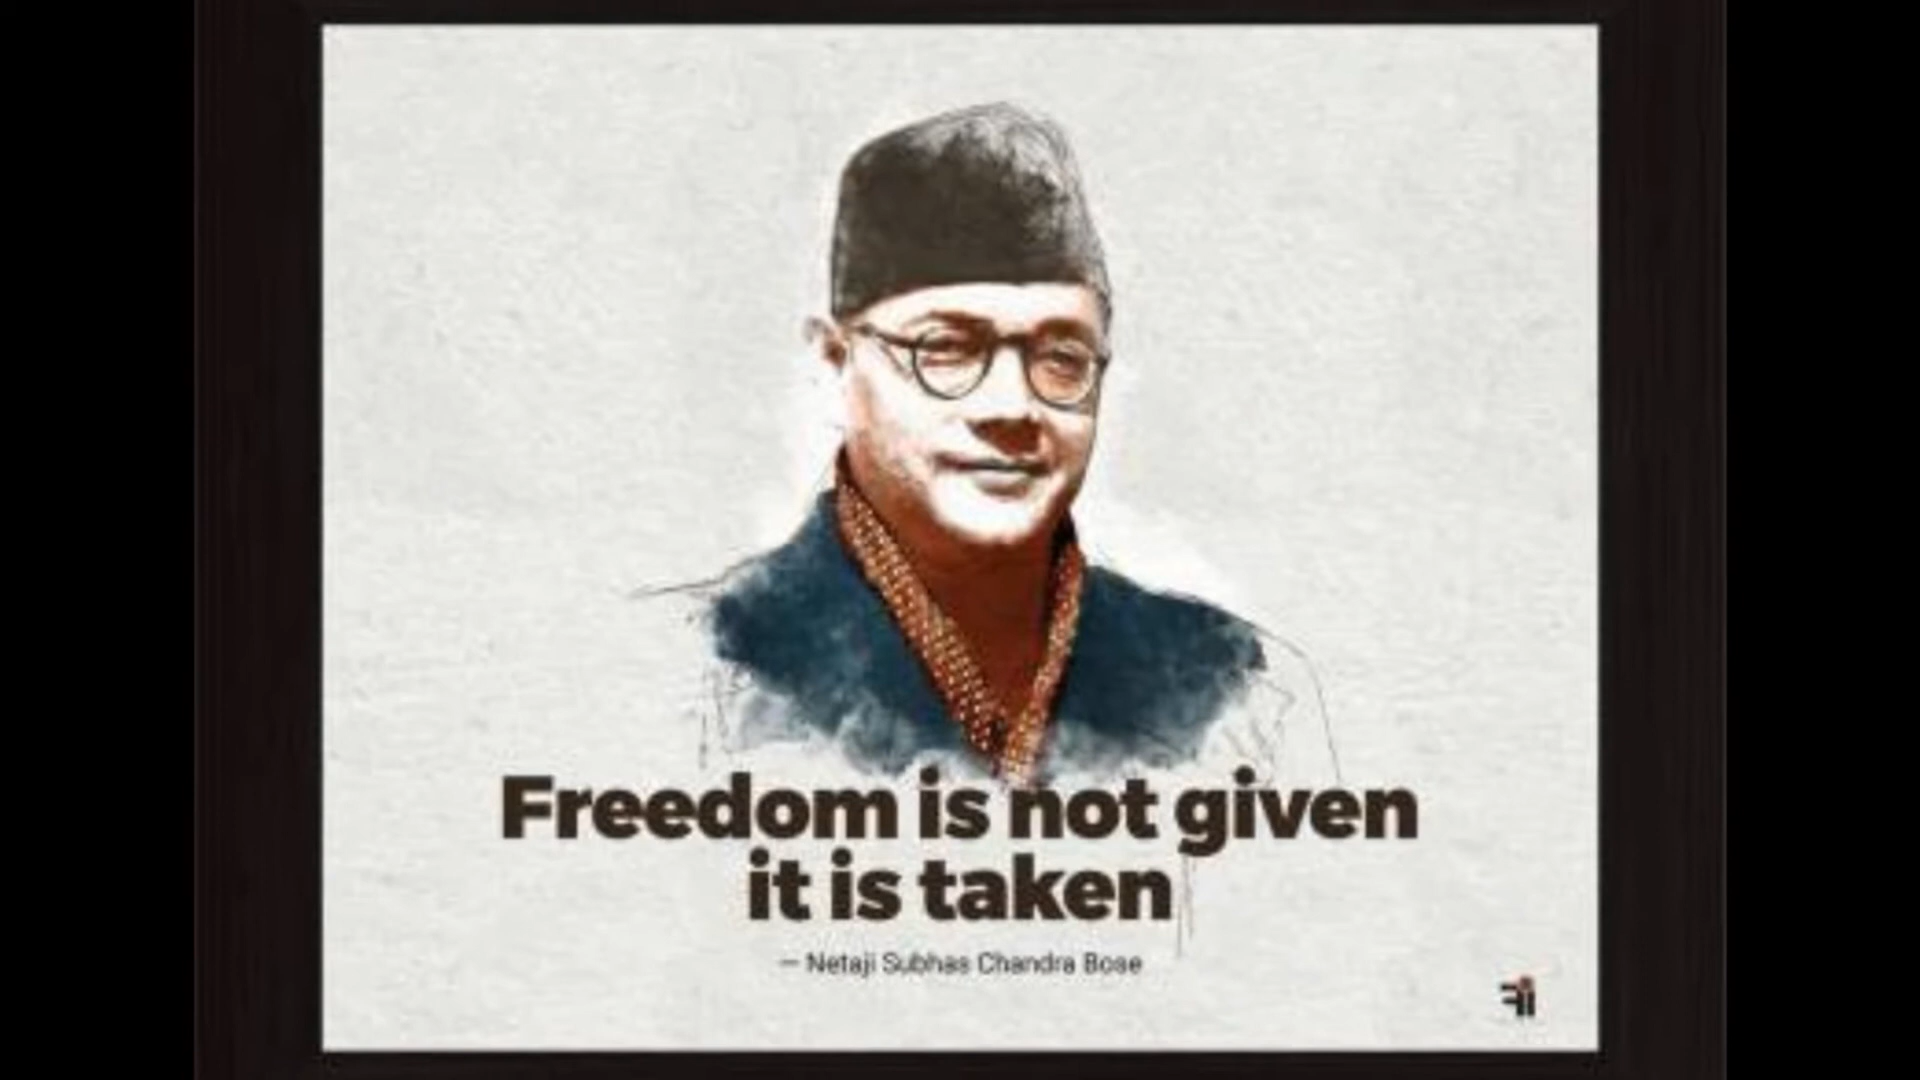 Freedom is not given
it is taken
— Netaji Subhas Chandra Bose